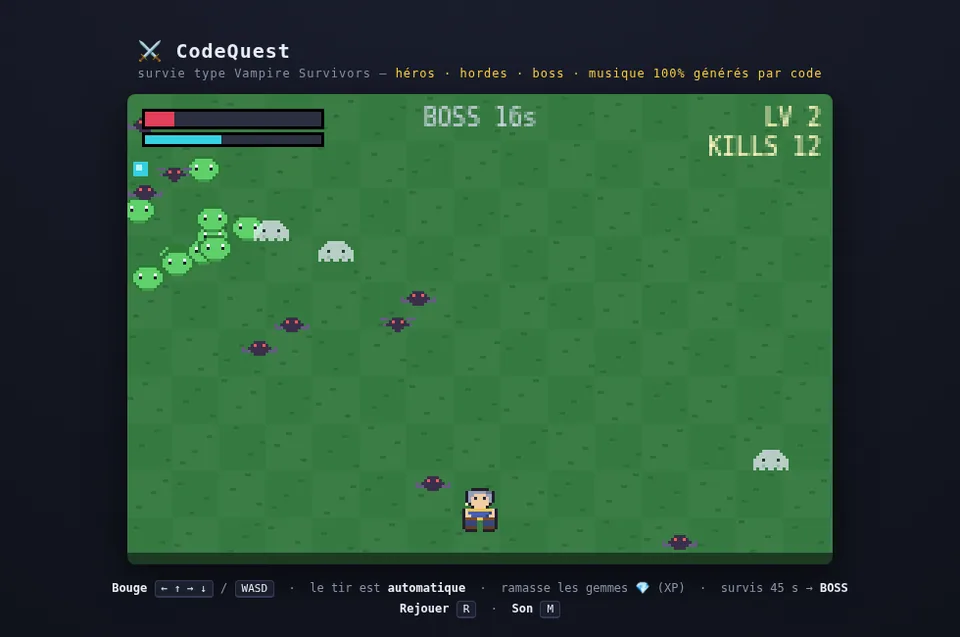 ⚔️ CodeQuest
survie type Vampire Survivors — héros · hordes · boss · musique 100% générés par code
BOSS 16s
LV 2
KILLS 12
Bouge ← ↑ → ↓ / WASD · le tir est automatique · ramasse les gemmes 💎 (XP) · survis 45 s → BOSS
Rejouer R · Son M